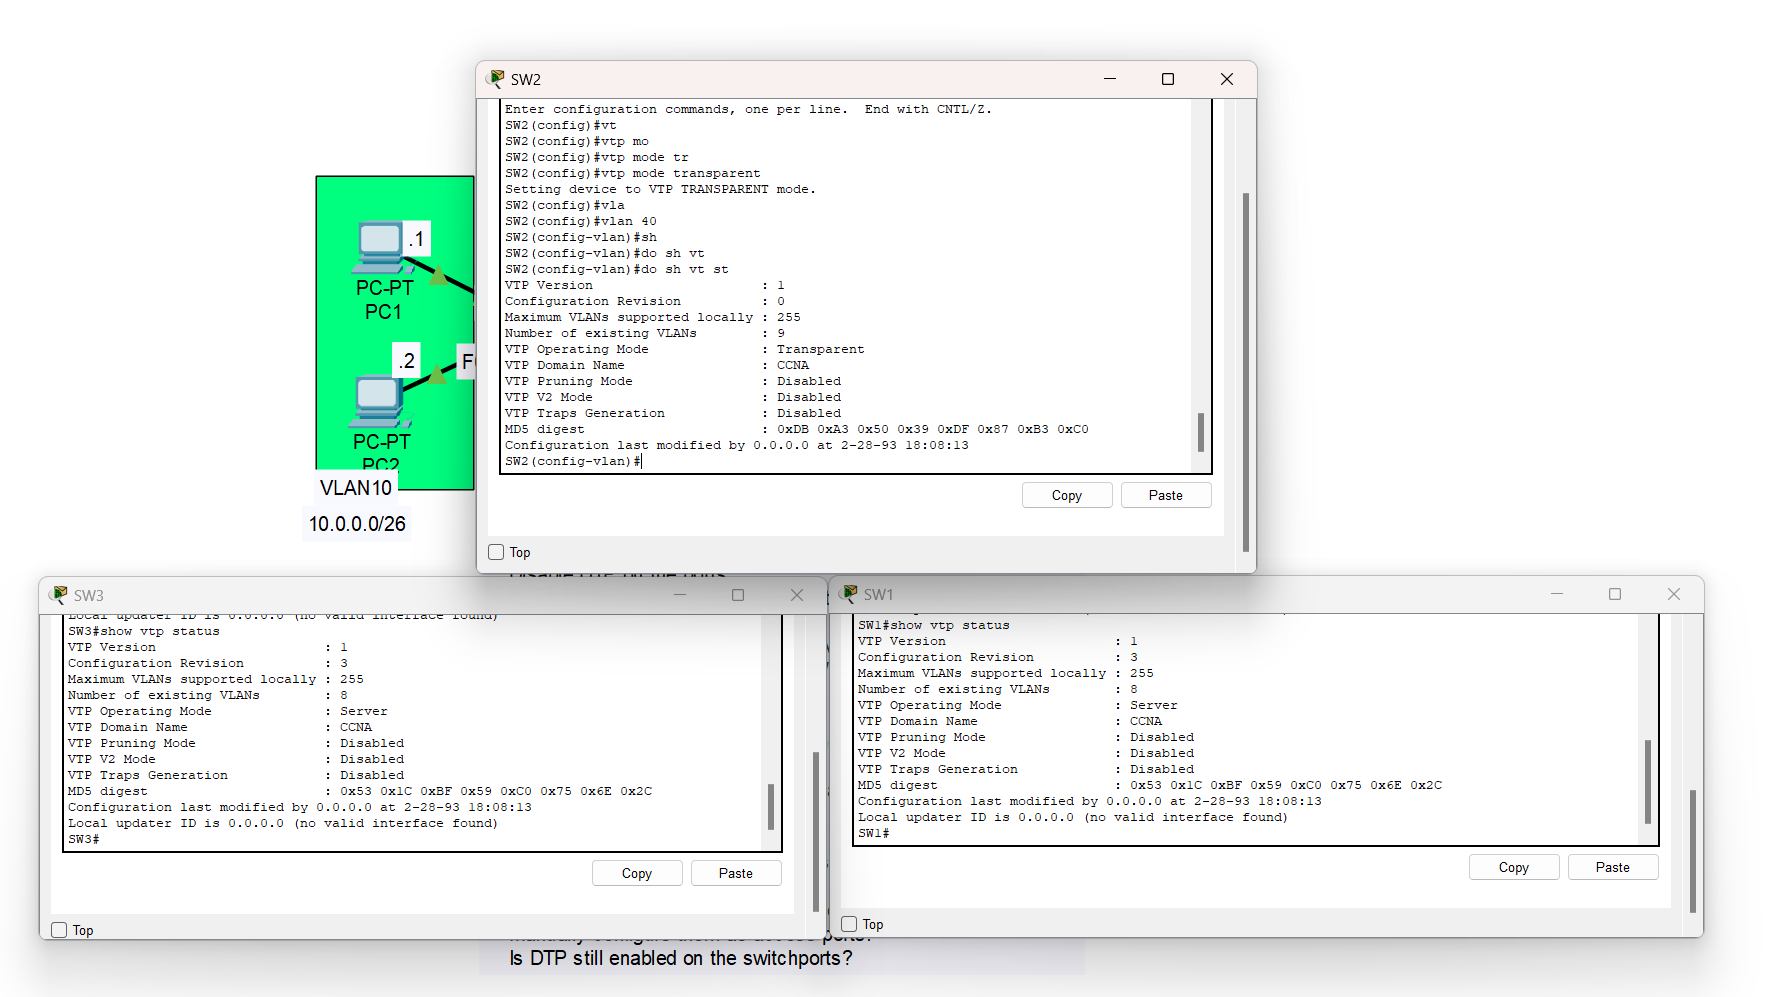 SW2
Enter configuration commands, one per line.  End with CNTL/Z.
SW2(config)#vt
SW2(config)#vtp mo
SW2(config)#vtp mode tr
SW2(config)#vtp mode transparent
Setting device to VTP TRANSPARENT mode.
SW2(config)#vla
SW2(config)#vlan 40
SW2(config-vlan)#sh
SW2(config-vlan)#do sh vt
SW2(config-vlan)#do sh vt st
VTP Version : 1
Configuration Revision : 0
Maximum VLANs supported locally : 255
Number of existing VLANs : 9
VTP Operating Mode : Transparent
VTP Domain Name : CCNA
VTP Pruning Mode : Disabled
VTP V2 Mode : Disabled
VTP Traps Generation : Disabled
MD5 digest : 0xDB 0xA3 0x50 0x39 0xDF 0x87 0xB3 0xC0
Configuration last modified by 0.0.0.0 at 2-28-93 18:08:13
SW2(config-vlan)#
Copy Paste
Top
.1
PC-PT
PC1
.2
F
PC-PT
PC2
VLAN10
10.0.0.0/26
SW3
Local updater ID is 0.0.0.0 (no valid interface found)
SW3#show vtp status
VTP Version : 1
Configuration Revision : 3
Maximum VLANs supported locally : 255
Number of existing VLANs : 8
VTP Operating Mode : Server
VTP Domain Name : CCNA
VTP Pruning Mode : Disabled
VTP V2 Mode : Disabled
VTP Traps Generation : Disabled
MD5 digest : 0x53 0x1C 0xBF 0x59 0xC0 0x75 0x6E 0x2C
Configuration last modified by 0.0.0.0 at 2-28-93 18:08:13
Local updater ID is 0.0.0.0 (no valid interface found)
SW3#
Copy Paste
Top
SW1
SW1#show vtp status
VTP Version : 1
Configuration Revision : 3
Maximum VLANs supported locally : 255
Number of existing VLANs : 8
VTP Operating Mode : Server
VTP Domain Name : CCNA
VTP Pruning Mode : Disabled
VTP V2 Mode : Disabled
VTP Traps Generation : Disabled
MD5 digest : 0x53 0x1C 0xBF 0x59 0xC0 0x75 0x6E 0x2C
Configuration last modified by 0.0.0.0 at 2-28-93 18:08:13
Local updater ID is 0.0.0.0 (no valid interface found)
SW1#
Copy Paste
Top
Is DTP still enabled on the switchports?